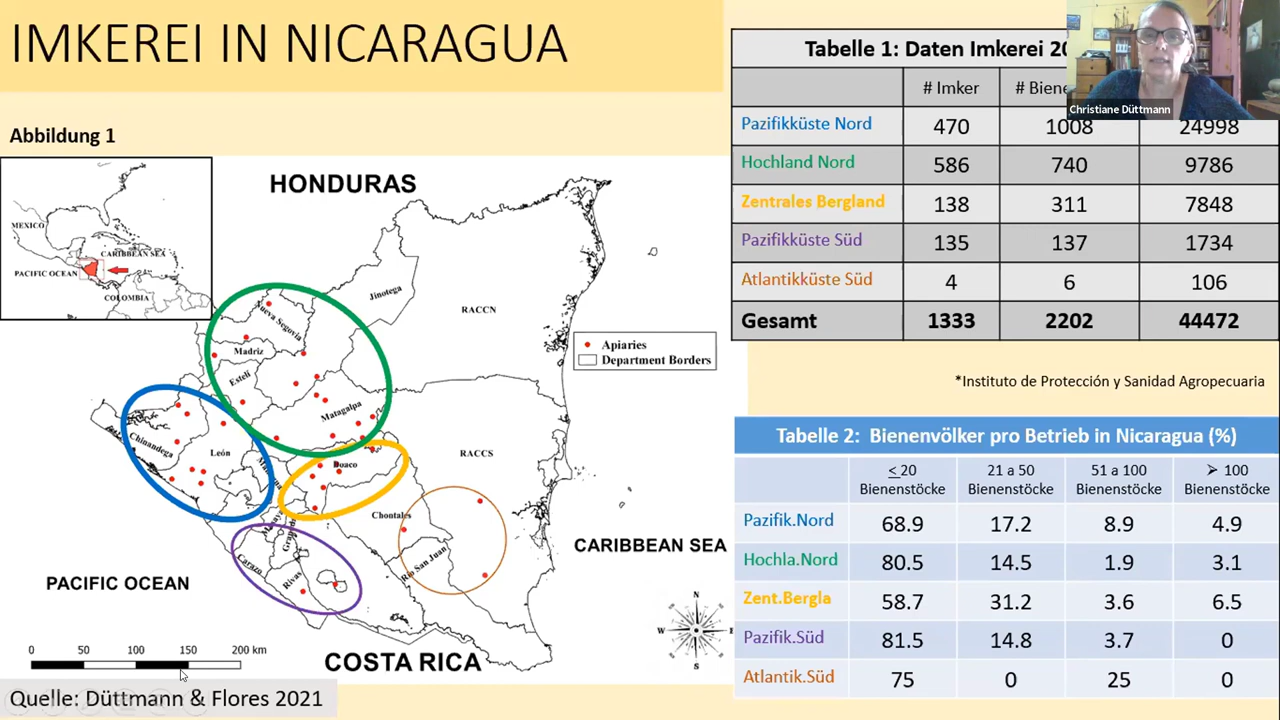 IMKEREI IN NICARAGUA
Abbildung 1
HONDURAS
MEXICO
CARIBBEAN SEA
PACIFIC OCEAN
COLOMBIA
Jinotega
Nueva Segovia
RACCN
Madriz
Estelí
Apiaries
Department Borders
Matagalpa
Chinandega
León
Boaco
RACCS
Chontales
Carazo
Rivas
Río San Juan
CARIBBEAN SEA
PACIFIC OCEAN
N
W
S
0 50 100 150 200 km
COSTA RICA
Quelle: Düttmann & Flores 2021
Tabelle 1: Daten Imkerei
Christiane Düttmann
# Imker #
Pazifikküste Nord 470 1008 24998
Hochland Nord 586 740 9786
Zentrales Bergland 138 311 7848
Pazifikküste Süd 135 137 1734
Atlantikküste Süd 4 6 106
Gesamt 1333 2202 44472
*Instituto de Protección y Sanidad Agropecuaria
Tabelle 2: Bienenvölker pro Betrieb in Nicaragua (%)
≤ 20 21 a 50 51 a 100 ➢ 100
Bienenstöcke Bienenstöcke Bienenstöcke Bienenstöcke
Pazifik.Nord 68.9 17.2 8.9 4.9
Hochla.Nord 80.5 14.5 1.9 3.1
Zent.Bergla 58.7 31.2 3.6 6.5
Pazifik.Süd 81.5 14.8 3.7 0
Atlantik.Süd 75 0 25 0